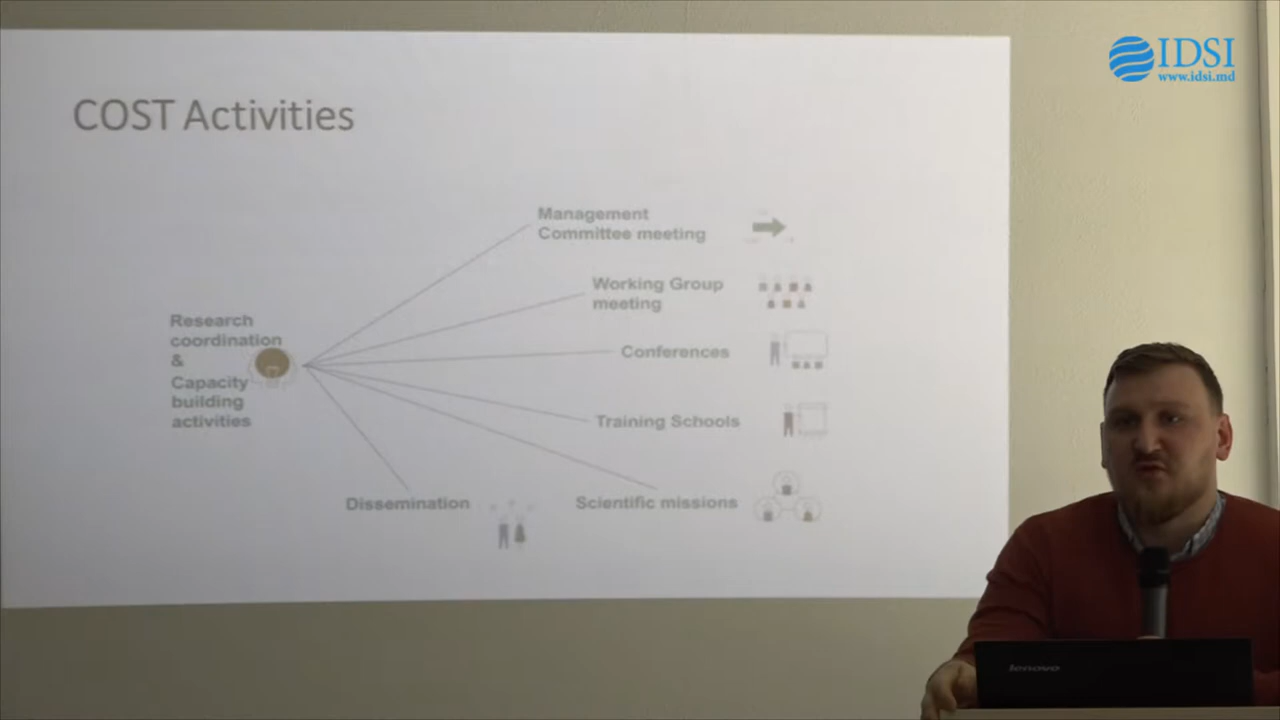 IDSI
www.idsi.md
COST Activities
Management
Committee meeting
Working Group
meeting
Research
coordination
&
Capacity
building
activities
Conferences
Training Schools
Dissemination
Scientific missions
lenovo